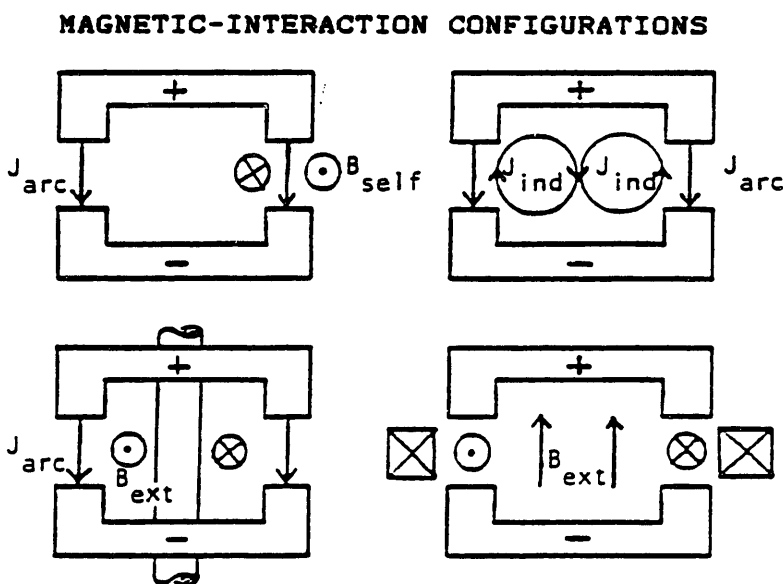 MAGNETIC-INTERACTION CONFIGURATIONS
+
J arc
B self
−
+
J ind
J ind
J arc
−
+
J arc
B ext
−
+
B ext
−